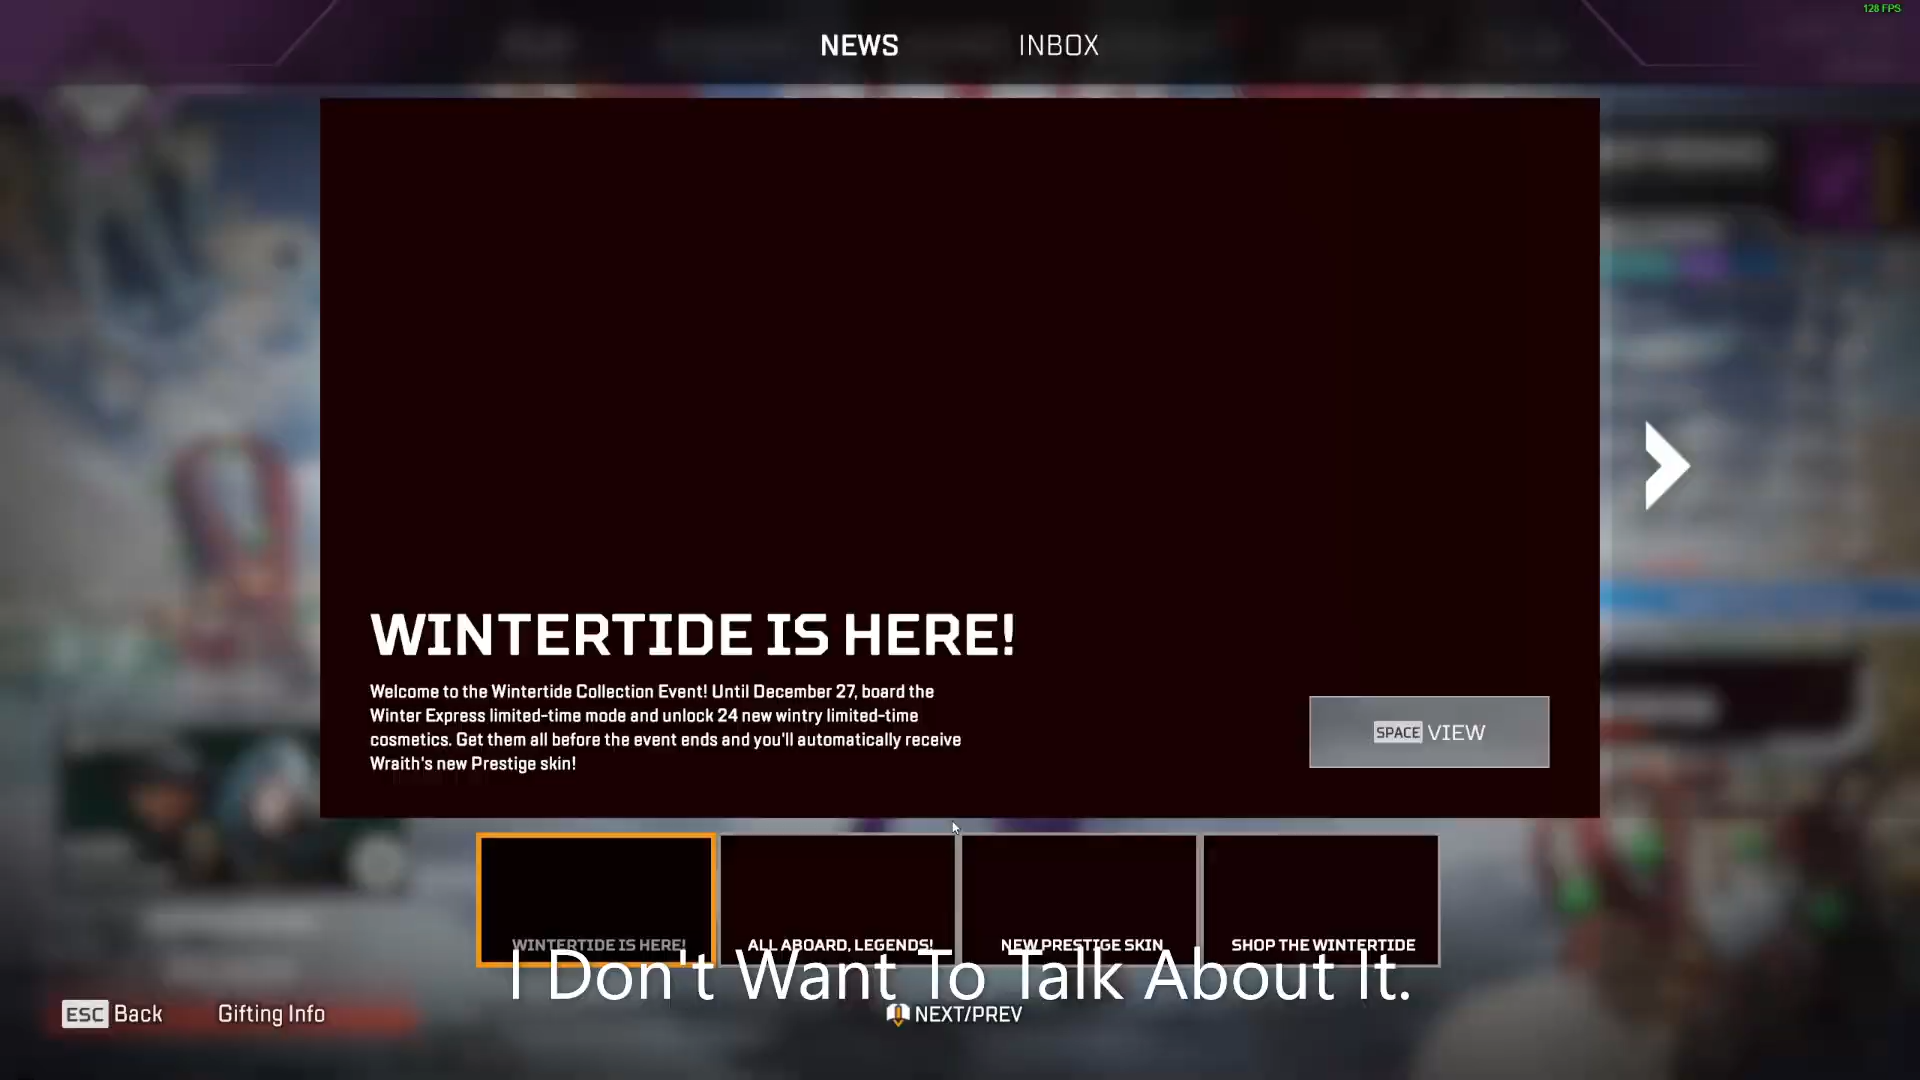 128 FPS
NEWS
INBOX
WINTERTIDE IS HERE!
Welcome to the Wintertide Collection Event! Until December 27, board the
Winter Express limited-time mode and unlock 24 new wintry limited-time
cosmetics. Get them all before the event ends and you'll automatically receive
Wraith's new Prestige skin!
SPACE VIEW
WINTERTIDE IS HERE!
ALL ABOARD, LEGENDS!
NEW PRESTIGE SKIN
SHOP THE WINTERTIDE
I Don't Want To Talk About It.
ESC Back
Gifting Info
NEXT/PREV